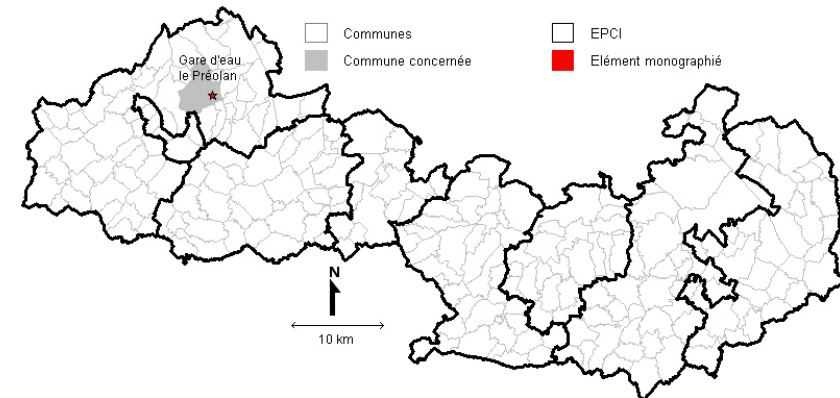 Communes
EPCI
Commune concernée
Elément monographié
Gare d'eau
le Préolan
N
10 km